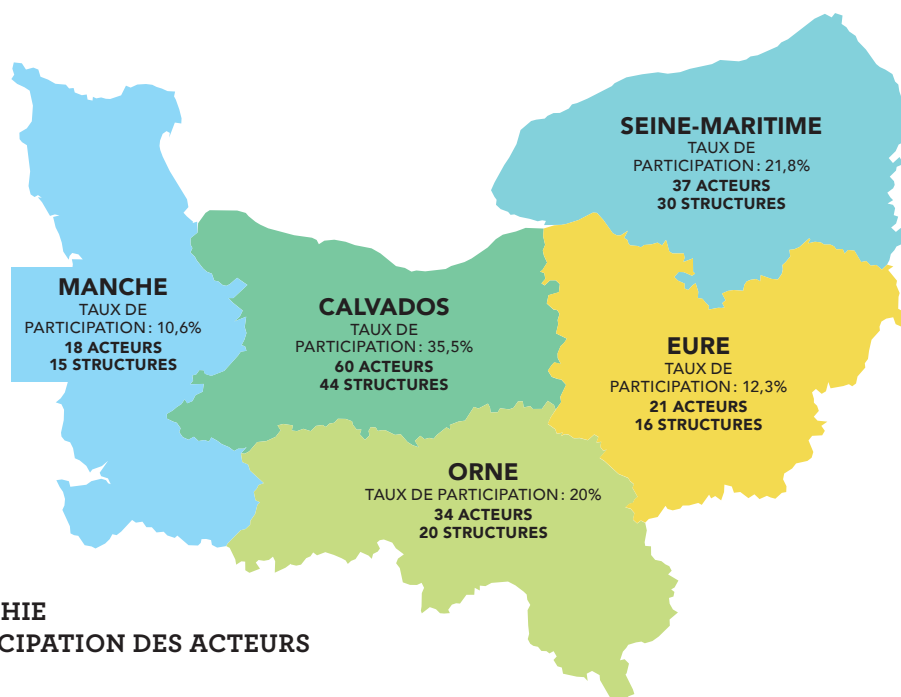 SEINE-MARITIME
TAUX DE
PARTICIPATION : 21,8%
37 ACTEURS
30 STRUCTURES
MANCHE
TAUX DE
PARTICIPATION : 10,6%
18 ACTEURS
15 STRUCTURES
CALVADOS
TAUX DE
PARTICIPATION : 35,5%
60 ACTEURS
44 STRUCTURES
EURE
TAUX DE
PARTICIPATION : 12,3%
21 ACTEURS
16 STRUCTURES
ORNE
TAUX DE PARTICIPATION : 20%
34 ACTEURS
20 STRUCTURES
HIE
CIPATION DES ACTEURS